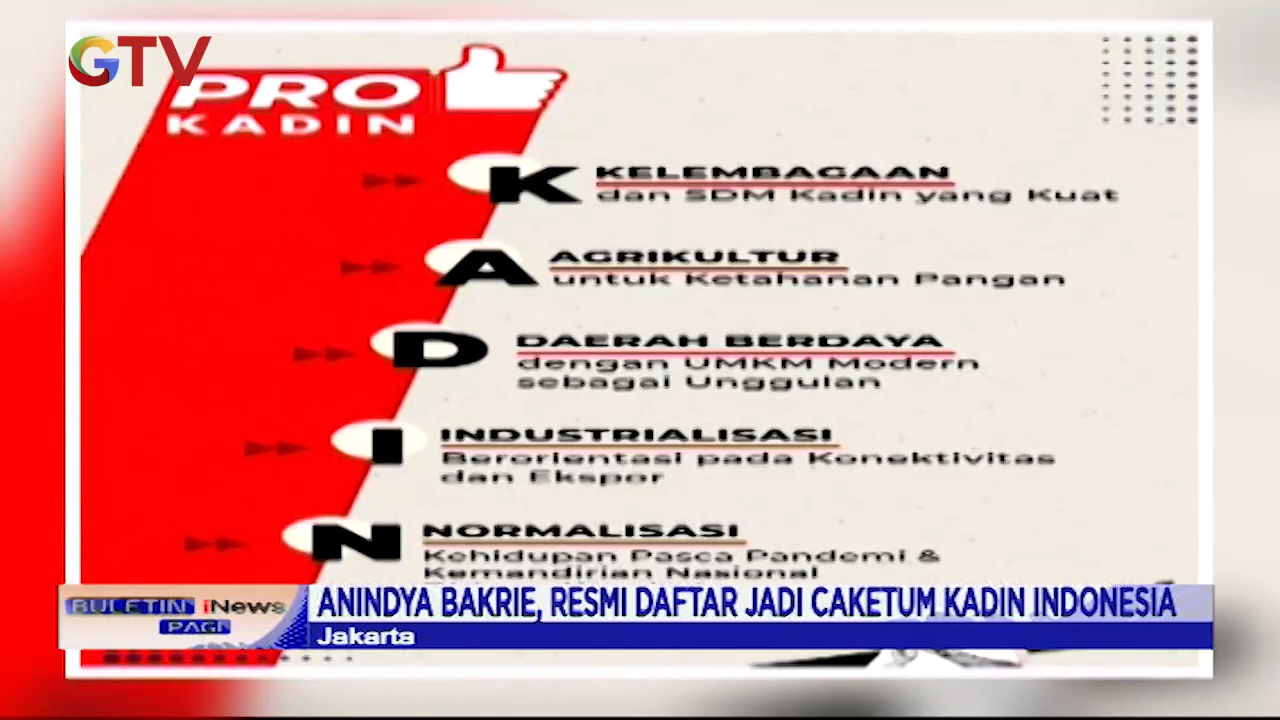 GTV
PRO
KADIN
K
KELEMBAGAAN
dan SDM Kadin yang Kuat
A
AGRIKULTUR
untuk Ketahanan Pangan
D
DAERAH BERDAYA
dengan UMKM Modern
sebagai Unggulan
I
INDUSTRIALISASI
Berorientasi pada Konektivitas
dan Ekspor
N
NORMALISASI
Kehidupan Pasca Pandemi &
Kemandirian Nasional
BULETIN iNews
PAGI
ANINDYA BAKRIE, RESMI DAFTAR JADI CAKETUM KADIN INDONESIA
Jakarta